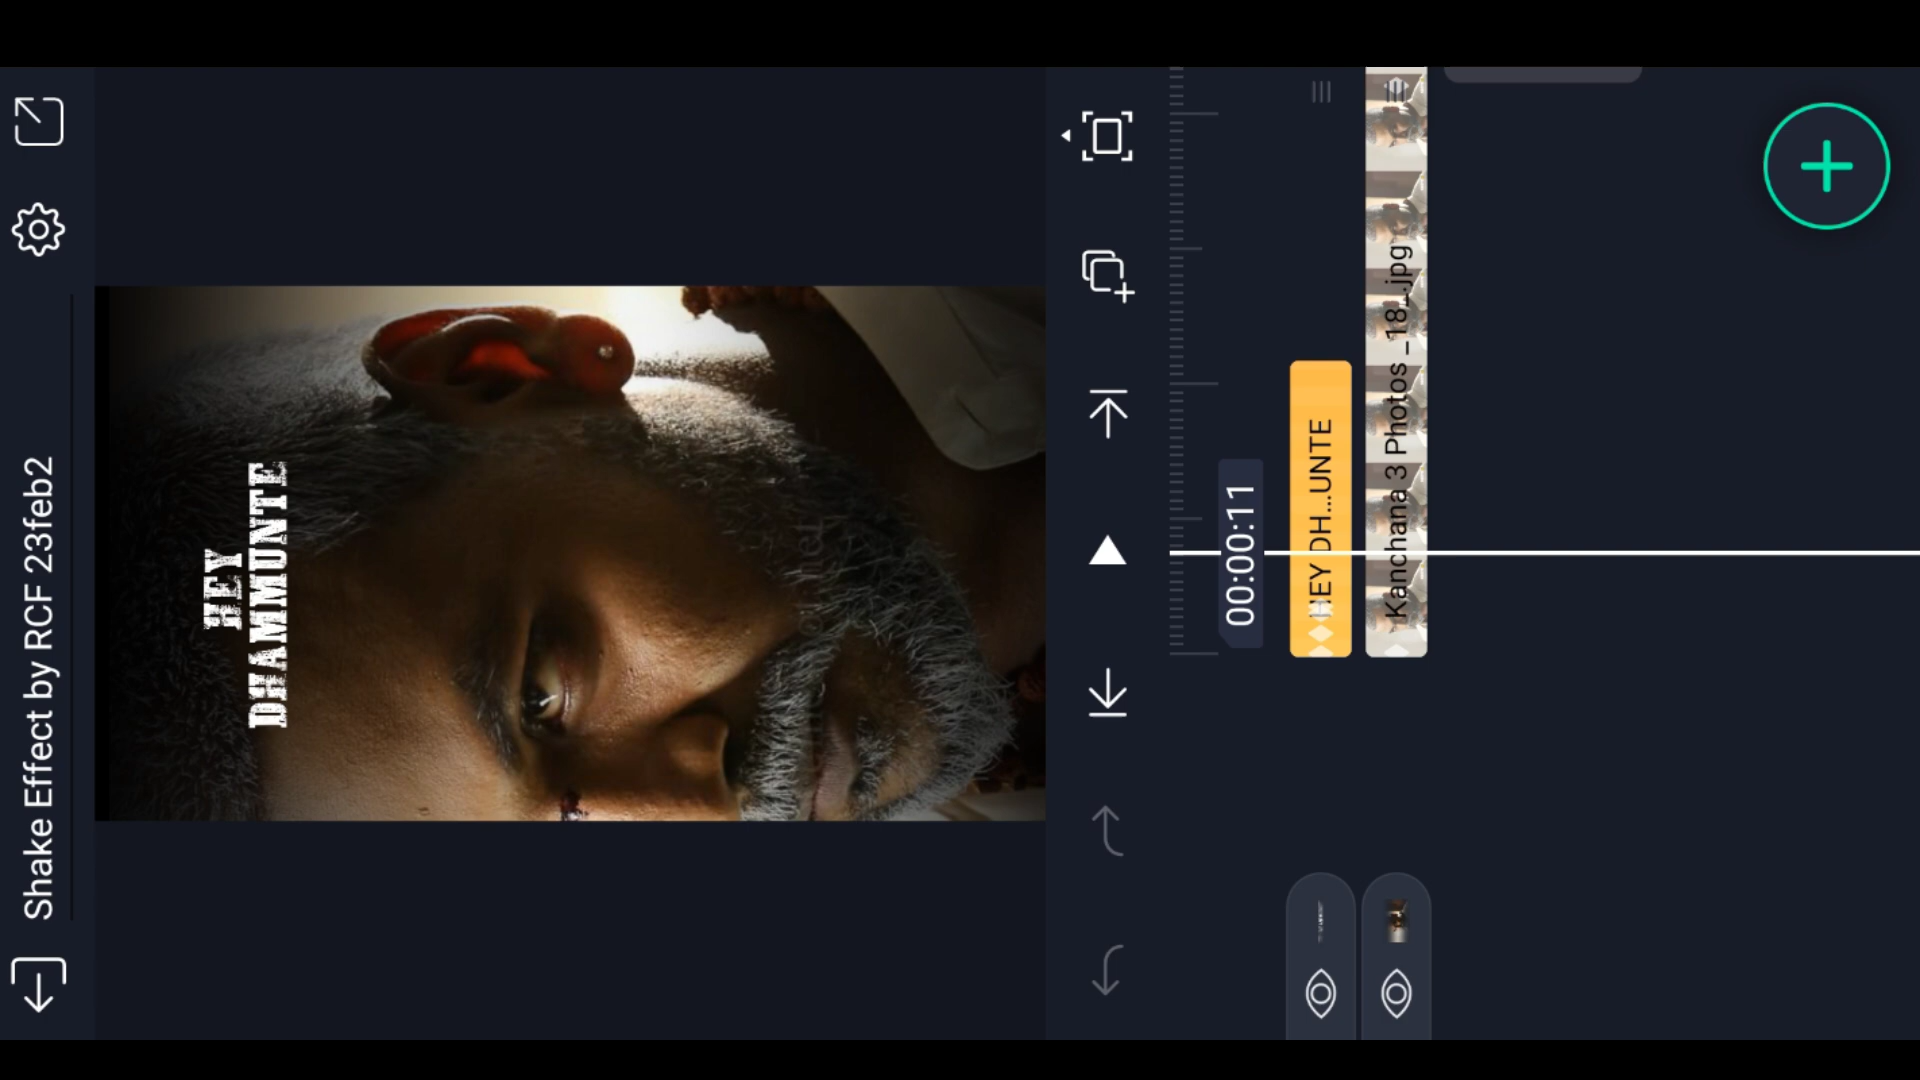 Shake Effect by RCF 23feb2
HEY
DHAMMUNTE
00:00:11
HEY DH...UNTE
Kanchana 3 Photos _18_.jpg